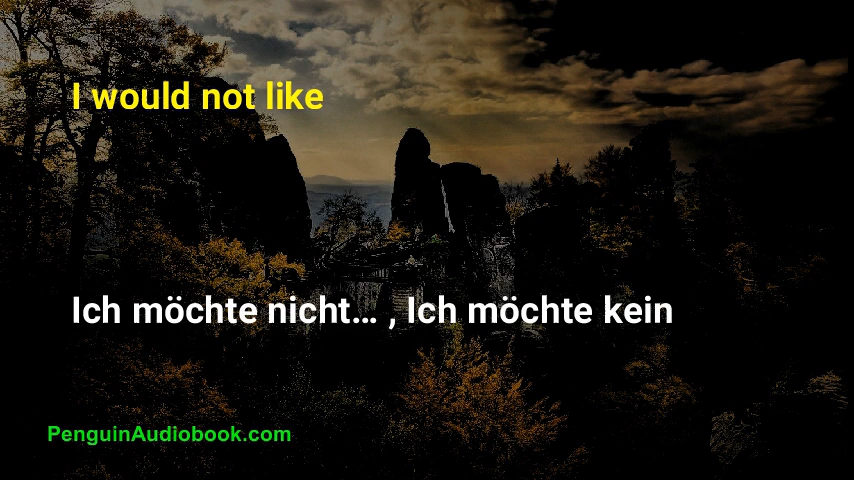 I would not like
Ich möchte nicht... , Ich möchte kein
PenguinAudiobook.com